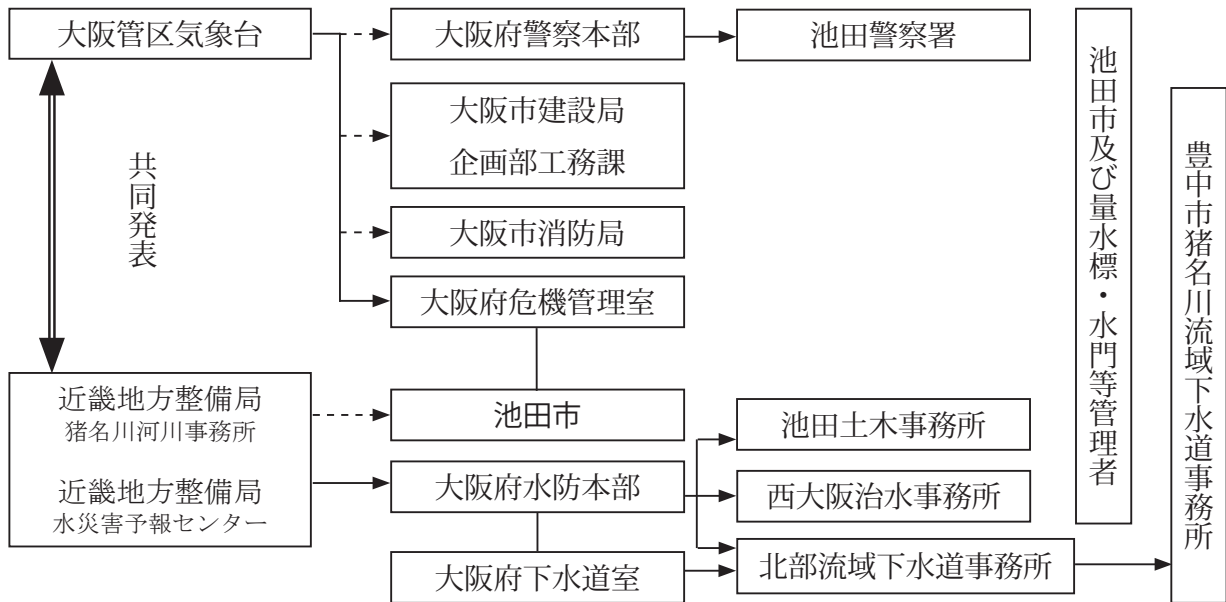 大阪管区気象台
大阪府警察本部
池田警察署
大阪市建設局
企画部工務課
共同発表
大阪市消防局
大阪府危機管理室
近畿地方整備局
猪名川河川事務所
近畿地方整備局
水災害予報センター
池田市
大阪府水防本部
大阪府下水道室
池田土木事務所
西大阪治水事務所
北部流域下水道事務所
池田市及び量水標・水門等管理者
豊中市猪名川流域下水道事務所